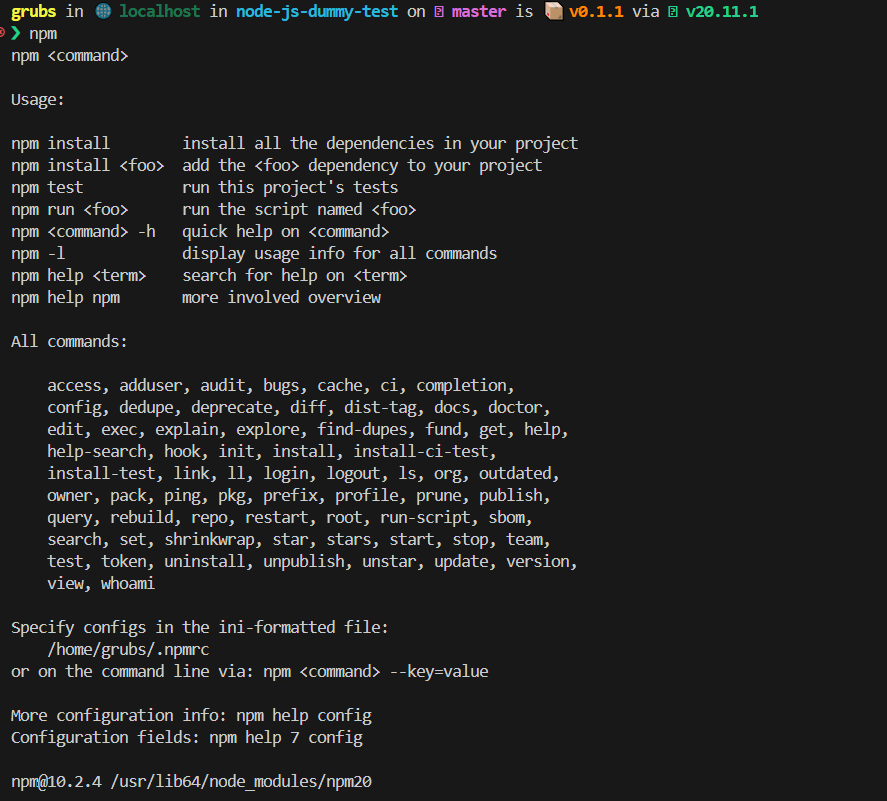 grubs in 🌐 localhost in node-js-dummy-test on master is 📦 v0.1.1 via v20.11.1
❯ npm
npm <command>
Usage:
npm install        install all the dependencies in your project
npm install <foo>  add the <foo> dependency to your project
npm test           run this project's tests
npm run <foo>      run the script named <foo>
npm <command> -h   quick help on <command>
npm -l             display usage info for all commands
npm help <term>    search for help on <term>
npm help npm       more involved overview
All commands:
    access, adduser, audit, bugs, cache, ci, completion,
    config, dedupe, deprecate, diff, dist-tag, docs, doctor,
    edit, exec, explain, explore, find-dupes, fund, get, help,
    help-search, hook, init, install, install-ci-test,
    install-test, link, ll, login, logout, ls, org, outdated,
    owner, pack, ping, pkg, prefix, profile, prune, publish,
    query, rebuild, repo, restart, root, run-script, sbom,
    search, set, shrinkwrap, star, stars, start, stop, team,
    test, token, uninstall, unpublish, unstar, update, version,
    view, whoami
Specify configs in the ini-formatted file:
    /home/grubs/.npmrc
or on the command line via: npm <command> --key=value
More configuration info: npm help config
Configuration fields: npm help 7 config
npm@10.2.4 /usr/lib64/node_modules/npm20